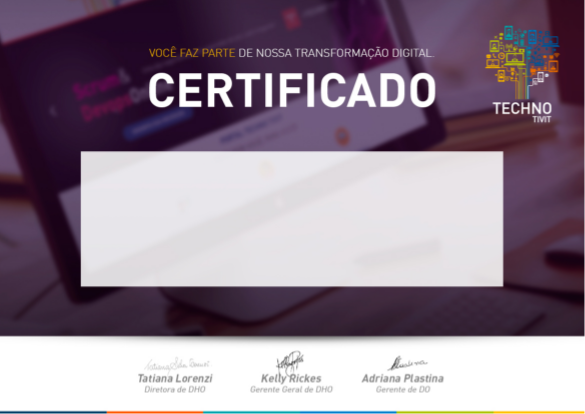 VOCÊ FAZ PARTE DE NOSSA TRANSFORMAÇÃO DIGITAL.
CERTIFICADO
TECHNO
TIVIT
Tatiana Lorenzi
Diretora de DHO
Kelly Rickes
Gerente Geral de DHO
Adriana Plastina
Gerente de DO